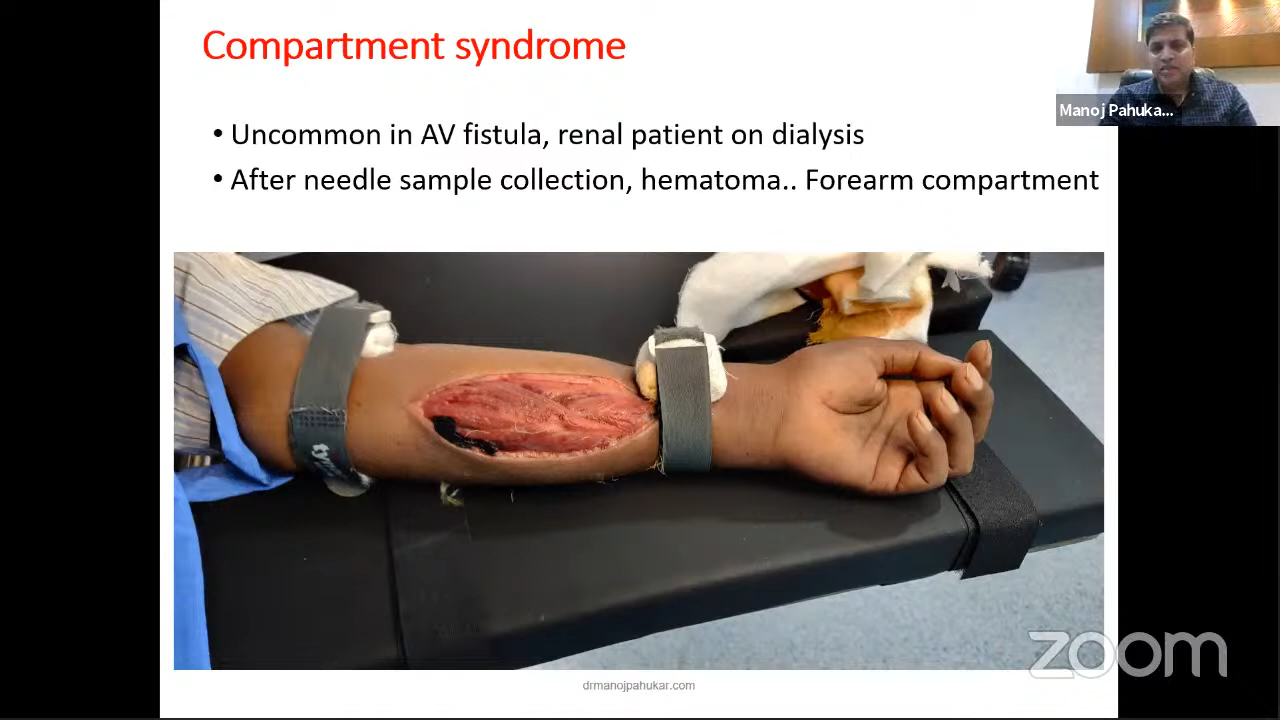 Compartment syndrome
Manoj Pahuka...
• Uncommon in AV fistula, renal patient on dialysis
• After needle sample collection, hematoma.. Forearm compartment
zoom
drmanojpahukar.com